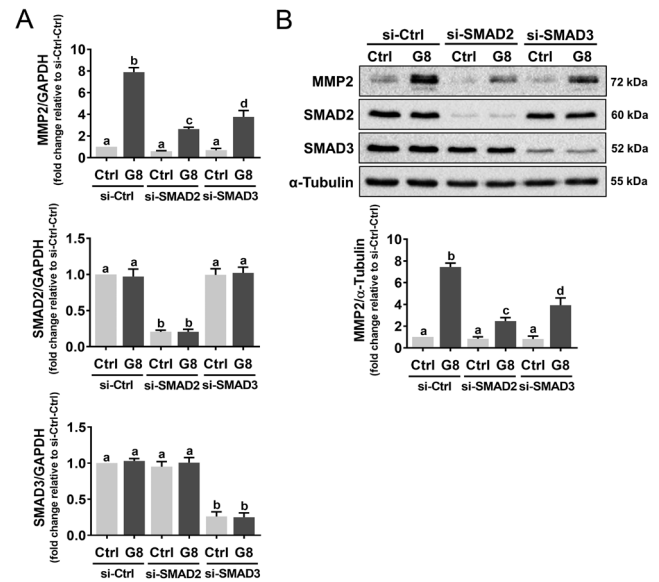 A
MMP2/GAPDH
(fold change relative to si-Ctrl-Ctrl)
10
8
6
4
2
0
a
b
a
c
a
d
Ctrl G8 Ctrl G8 Ctrl G8
si-Ctrl si-SMAD2 si-SMAD3
SMAD2/GAPDH
(fold change relative to si-Ctrl-Ctrl)
1.5
1.0
0.5
0.0
a
a
b
b
a
a
Ctrl G8 Ctrl G8 Ctrl G8
si-Ctrl si-SMAD2 si-SMAD3
SMAD3/GAPDH
(fold change relative to si-Ctrl-Ctrl)
1.5
1.0
0.5
0.0
a
a
a
a
b
b
Ctrl G8 Ctrl G8 Ctrl G8
si-Ctrl si-SMAD2 si-SMAD3
B
si-Ctrl si-SMAD2 si-SMAD3
Ctrl G8 Ctrl G8 Ctrl G8
MMP2 72 kDa
SMAD2 60 kDa
SMAD3 52 kDa
α-Tubulin 55 kDa
MMP2/α-Tubulin
(fold change relative to si-Ctrl-Ctrl)
10
8
6
4
2
0
a
b
a
c
a
d
Ctrl G8 Ctrl G8 Ctrl G8
si-Ctrl si-SMAD2 si-SMAD3